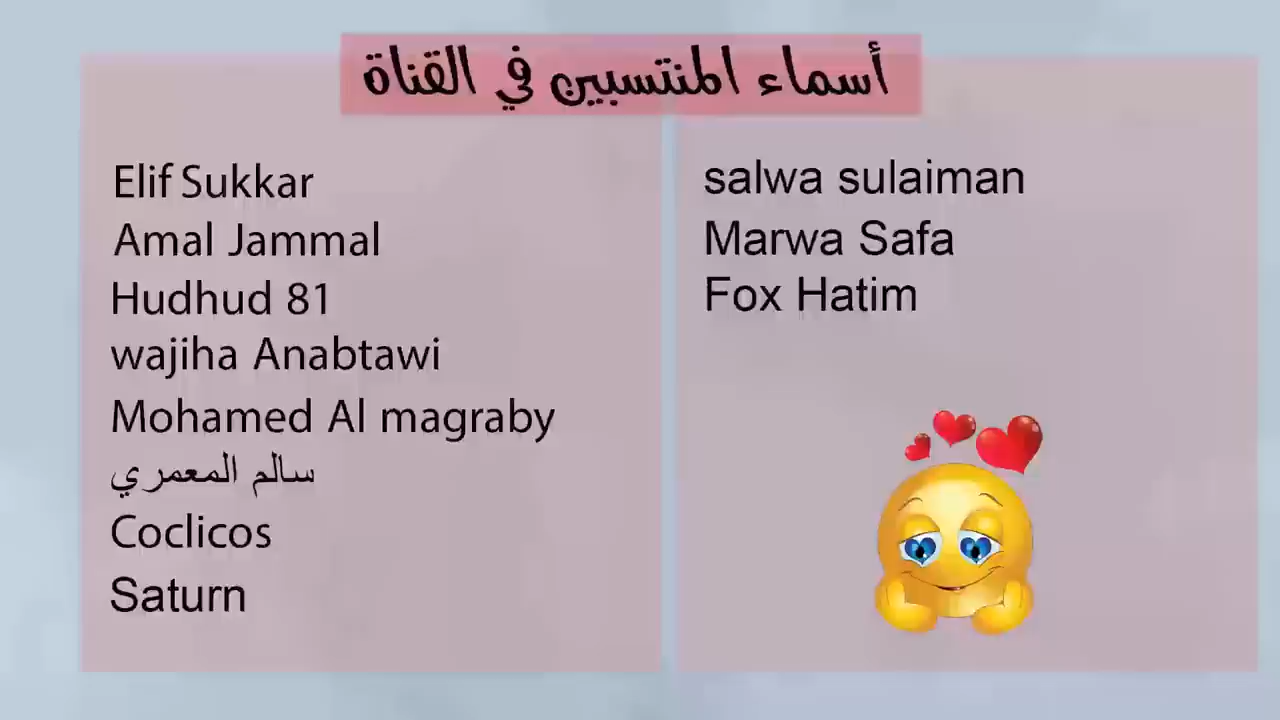 أسماء المنتسبين في القناة
Elif Sukkar
Amal Jammal
Hudhud 81
wajiha Anabtawi
Mohamed Al magraby
سالم المعمري
Coclicos
Saturn
salwa sulaiman
Marwa Safa
Fox Hatim